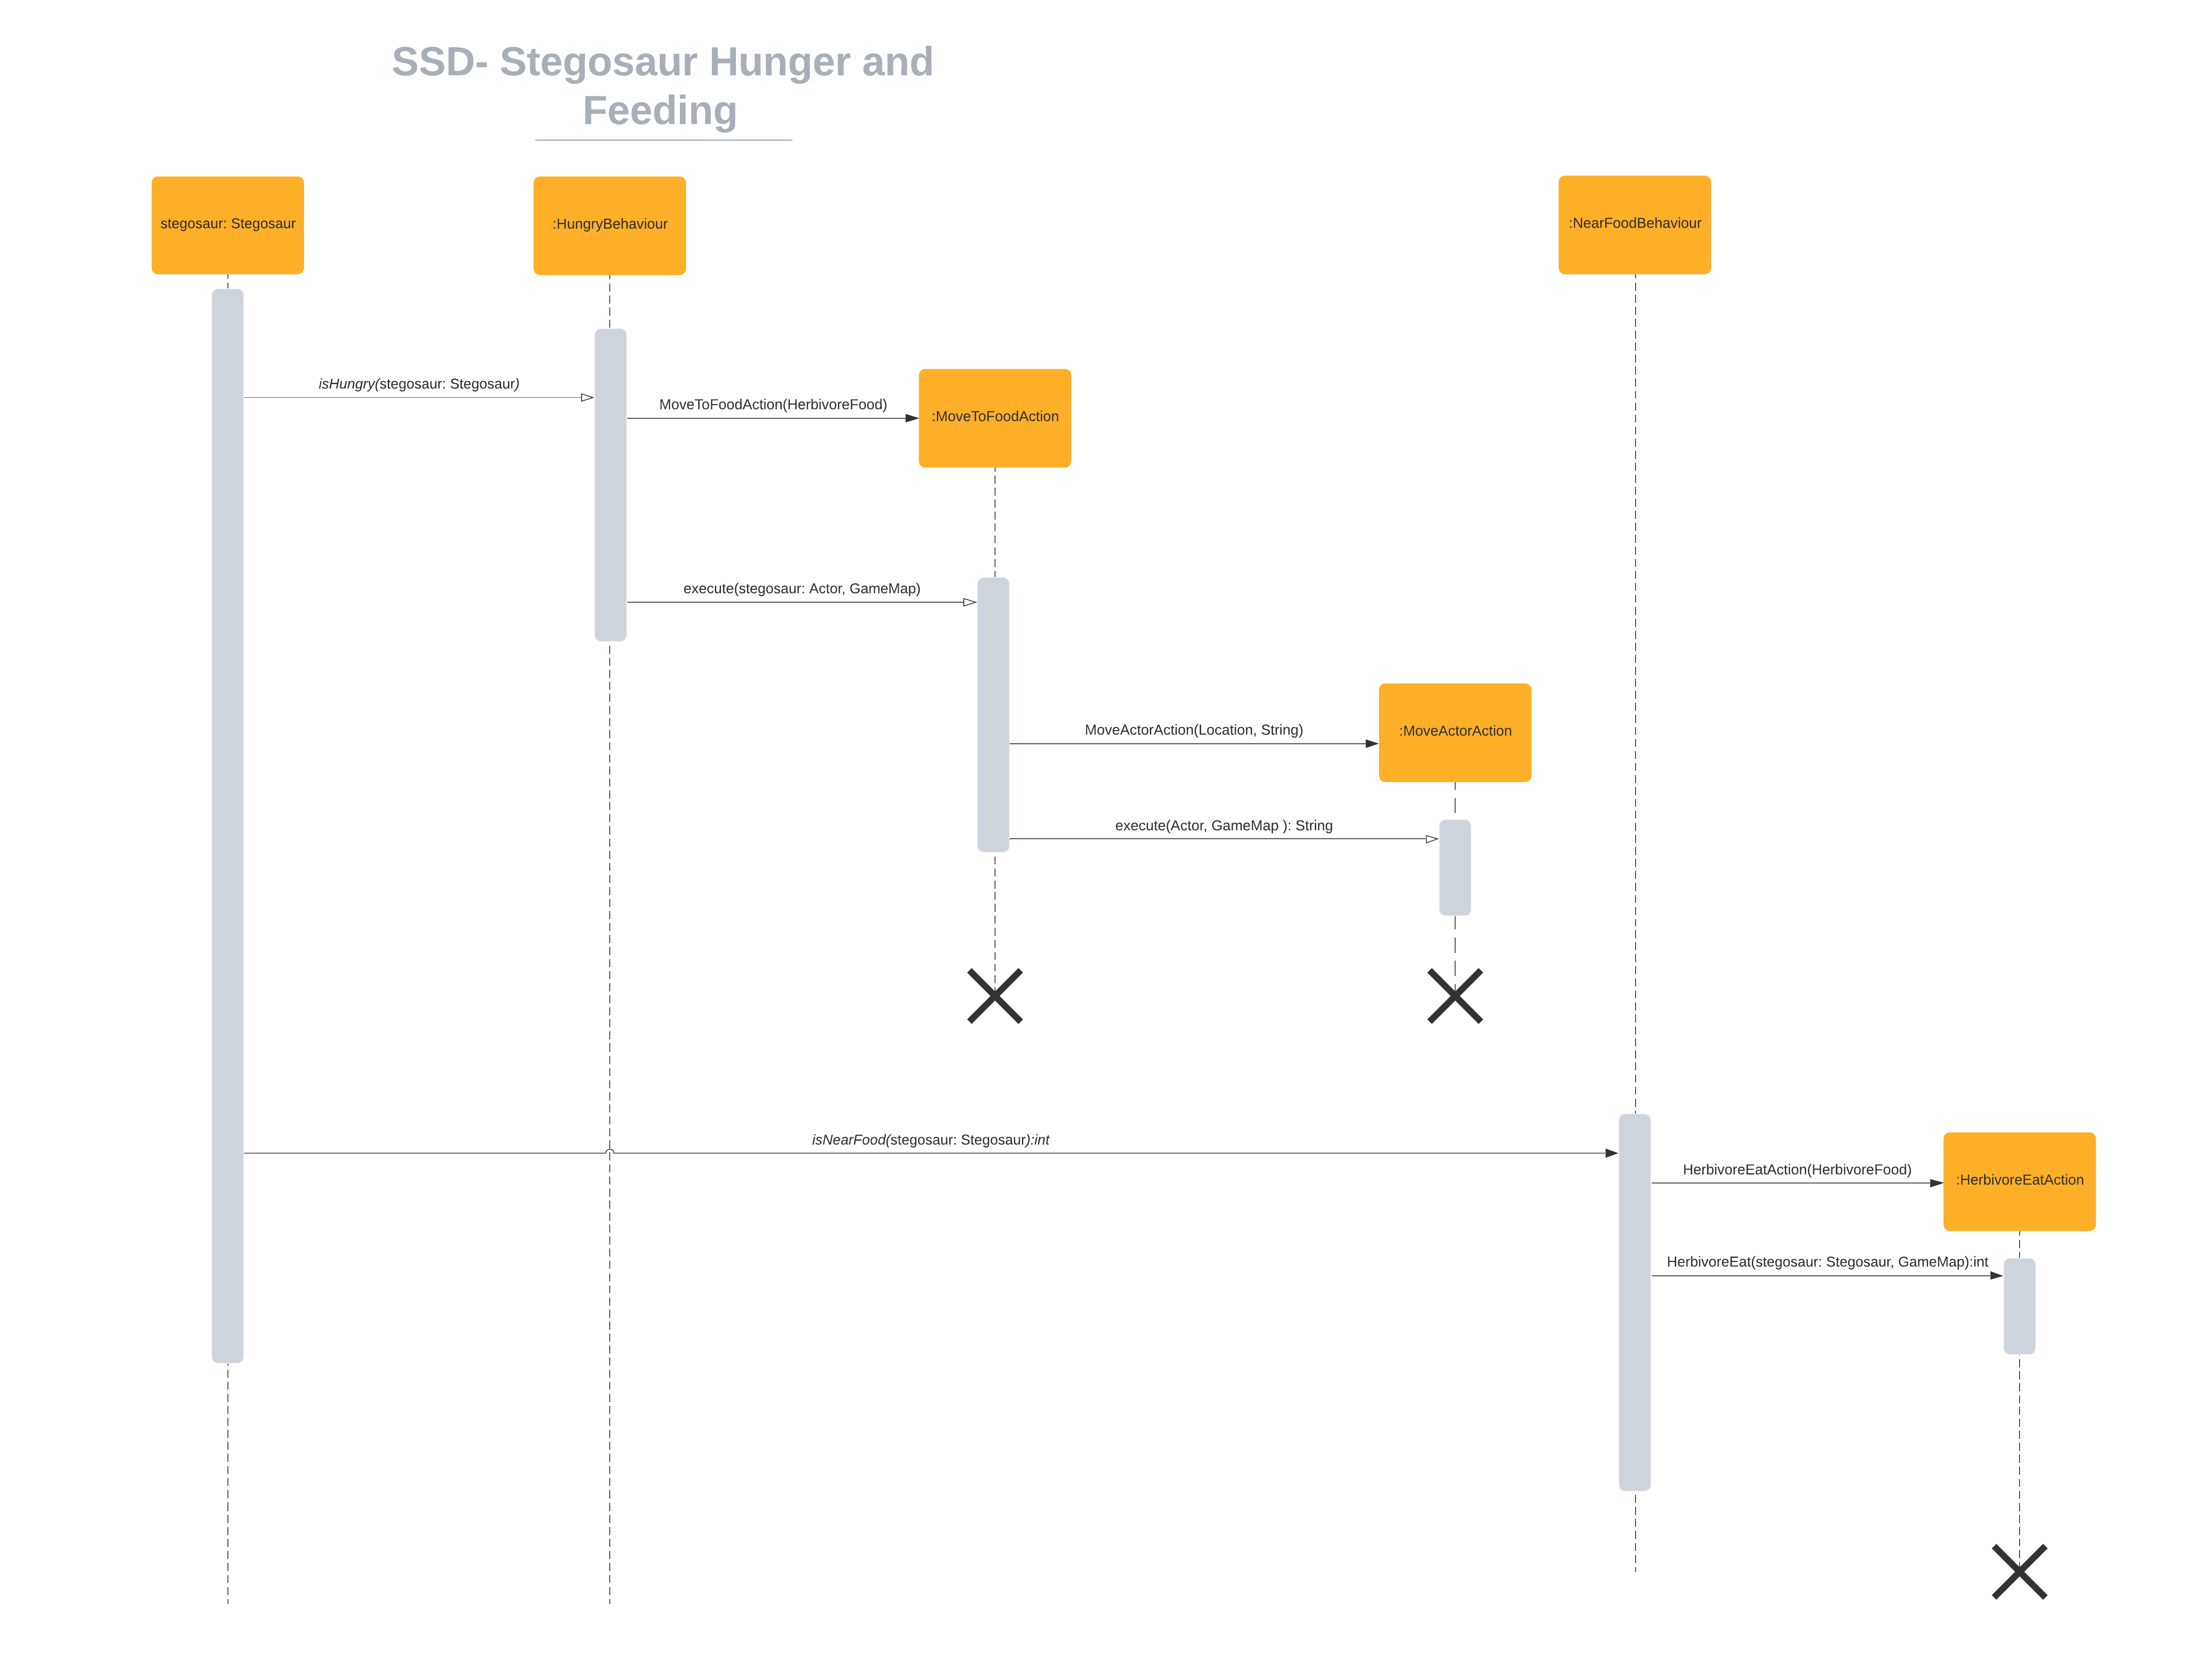 SSD- Stegosaur Hunger and
Feeding
stegosaur: Stegosaur
:HungryBehaviour
:NearFoodBehaviour
isHungry(stegosaur: Stegosaur)
MoveToFoodAction(HerbivoreFood)
:MoveToFoodAction
execute(stegosaur: Actor, GameMap)
MoveActorAction(Location, String)
:MoveActorAction
execute(Actor, GameMap ): String
isNearFood(stegosaur: Stegosaur):int
HerbivoreEatAction(HerbivoreFood)
:HerbivoreEatAction
HerbivoreEat(stegosaur: Stegosaur, GameMap):int